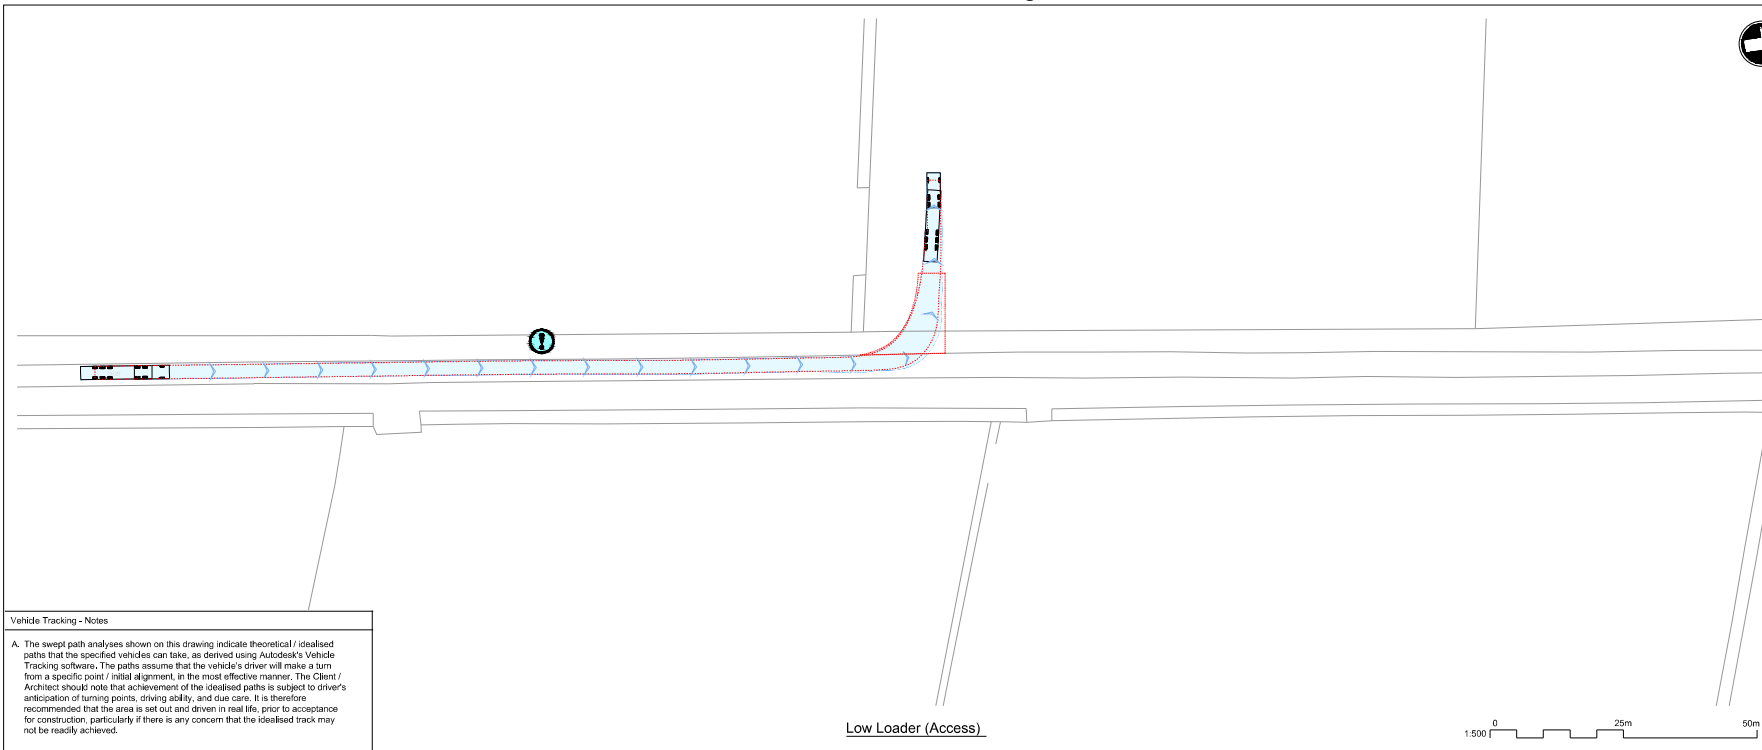 Vehicle Tracking - Notes
A. The swept path analyses shown on this drawing indicate theoretical / idealised
paths that the specified vehicles can take, as derived using Autodesk's Vehicle
Tracking software. The paths assume that the vehicle's driver will make a turn
from a specific point / initial alignment, in the most effective manner. The Client /
Architect should note that achievement of the idealised paths is subject to driver's
anticipation of turning points, driving ability, and due care. It is therefore
recommended that the area is set out and driven in real life, prior to acceptance
for construction, particularly if there is any concern that the idealised track may
not be readily achieved.
Low Loader (Access)
1:500
0 25m 50m